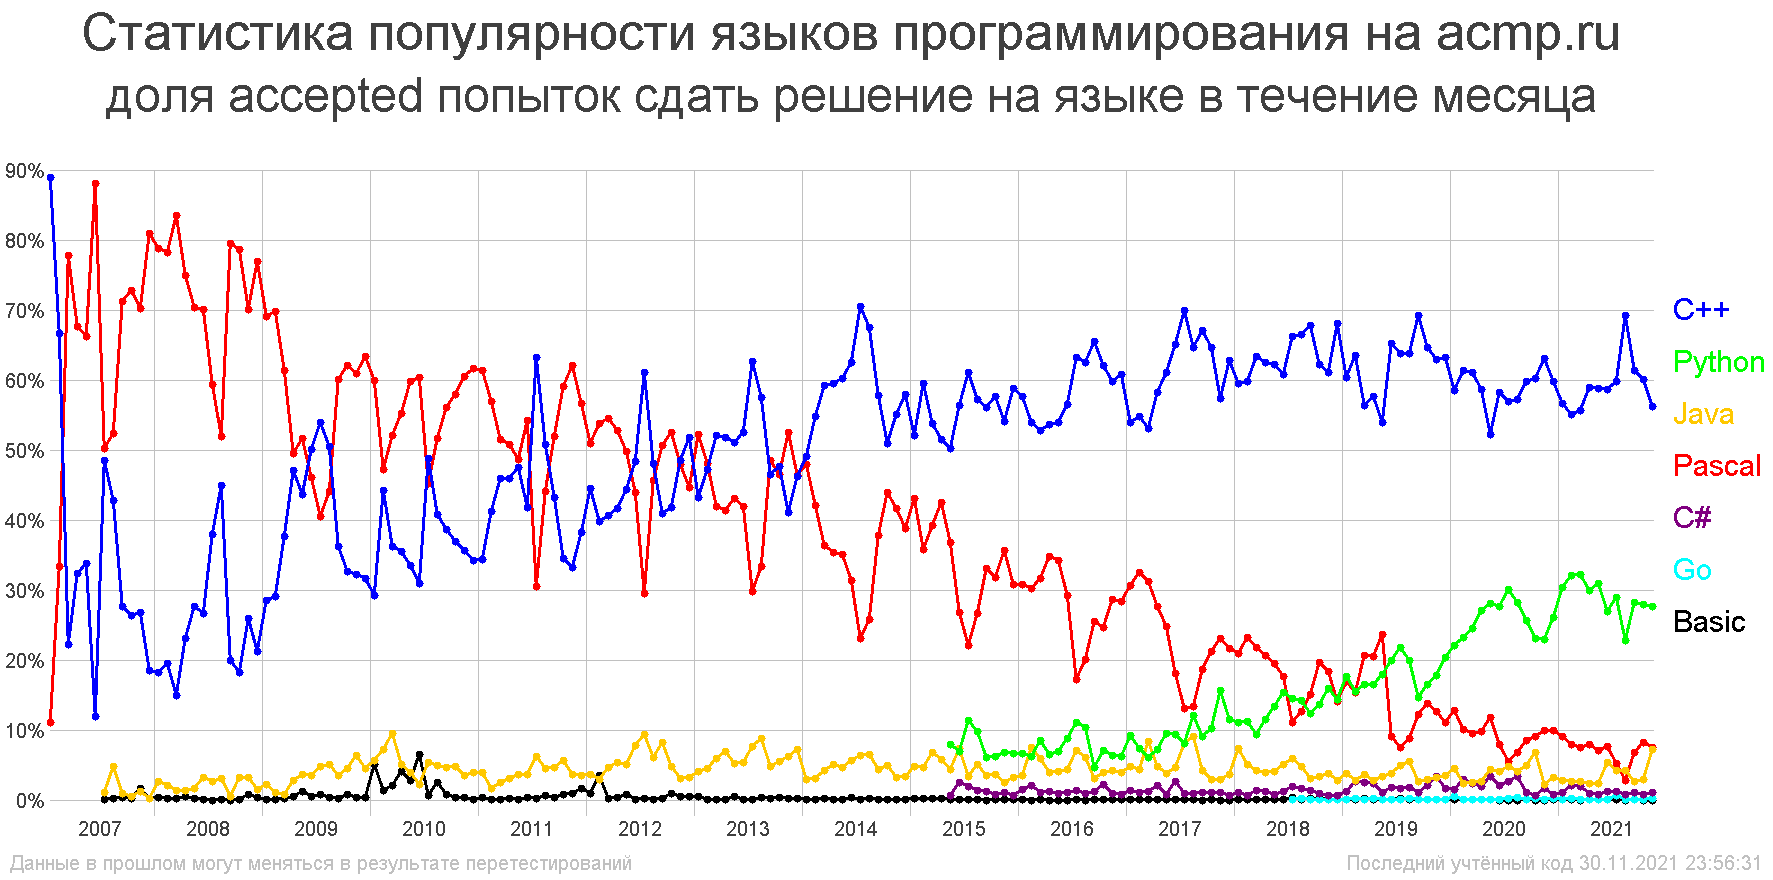 Статистика популярности языков программирования на acmp.ru
доля accepted попыток сдать решение на языке в течение месяца
90%
80%
70%
60%
50%
40%
30%
20%
10%
0%
C++
Python
Java
Pascal
C#
Go
Basic
2007 2008 2009 2010 2011 2012 2013 2014 2015 2016 2017 2018 2019 2020 2021
Данные в прошлом могут меняться в результате перетестирований
Последний учтённый код 30.11.2021 23:56:31